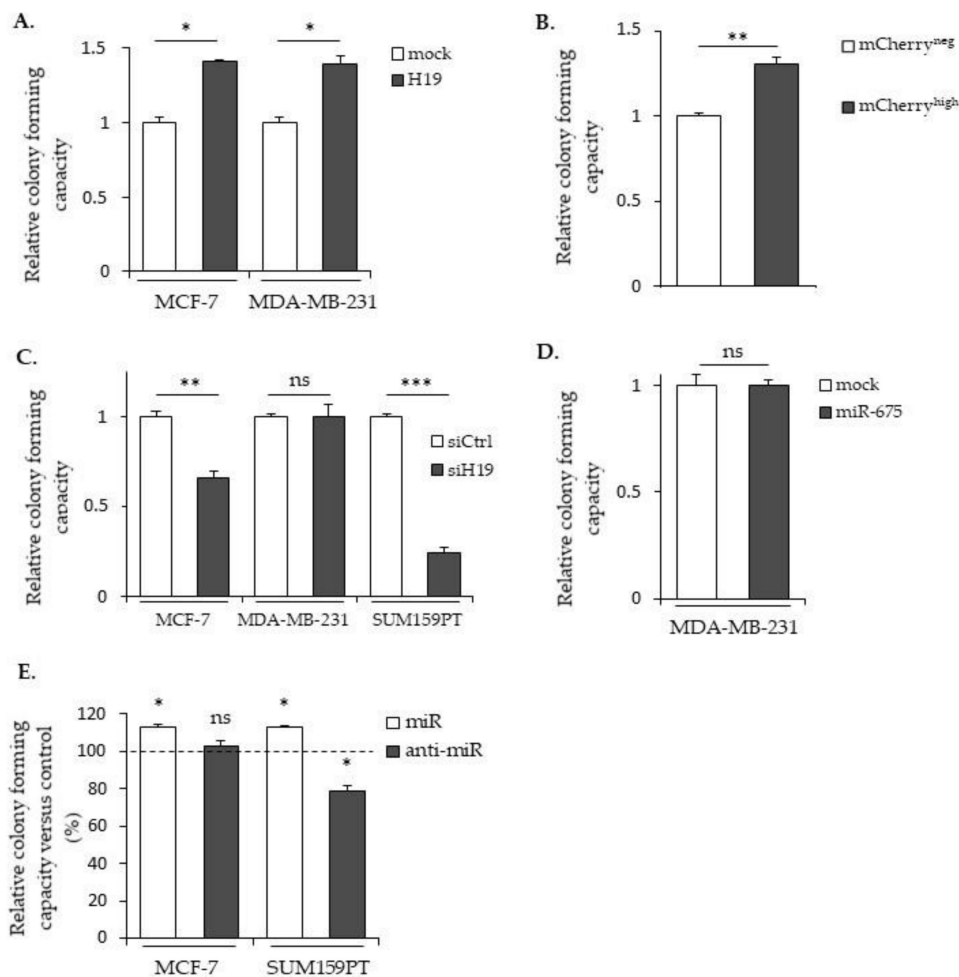 A.
*
*
mock
H19
1.5
1
0.5
0
Relative colony forming
capacity
MCF-7
MDA-MB-231
B.
**
mCherryneg
mCherryhigh
1.5
1
0.5
0
Relative colony forming
capacity
C.
**
ns
***
siCtrl
siH19
1
0.5
0
Relative colony forming
capacity
MCF-7
MDA-MB-231
SUM159PT
D.
ns
mock
miR-675
1
0.5
0
Relative colony forming
capacity
MDA-MB-231
E.
*
ns
*
*
miR
anti-miR
120
100
80
60
40
20
0
Relative colony forming
capacity versus control
(%)
MCF-7
SUM159PT